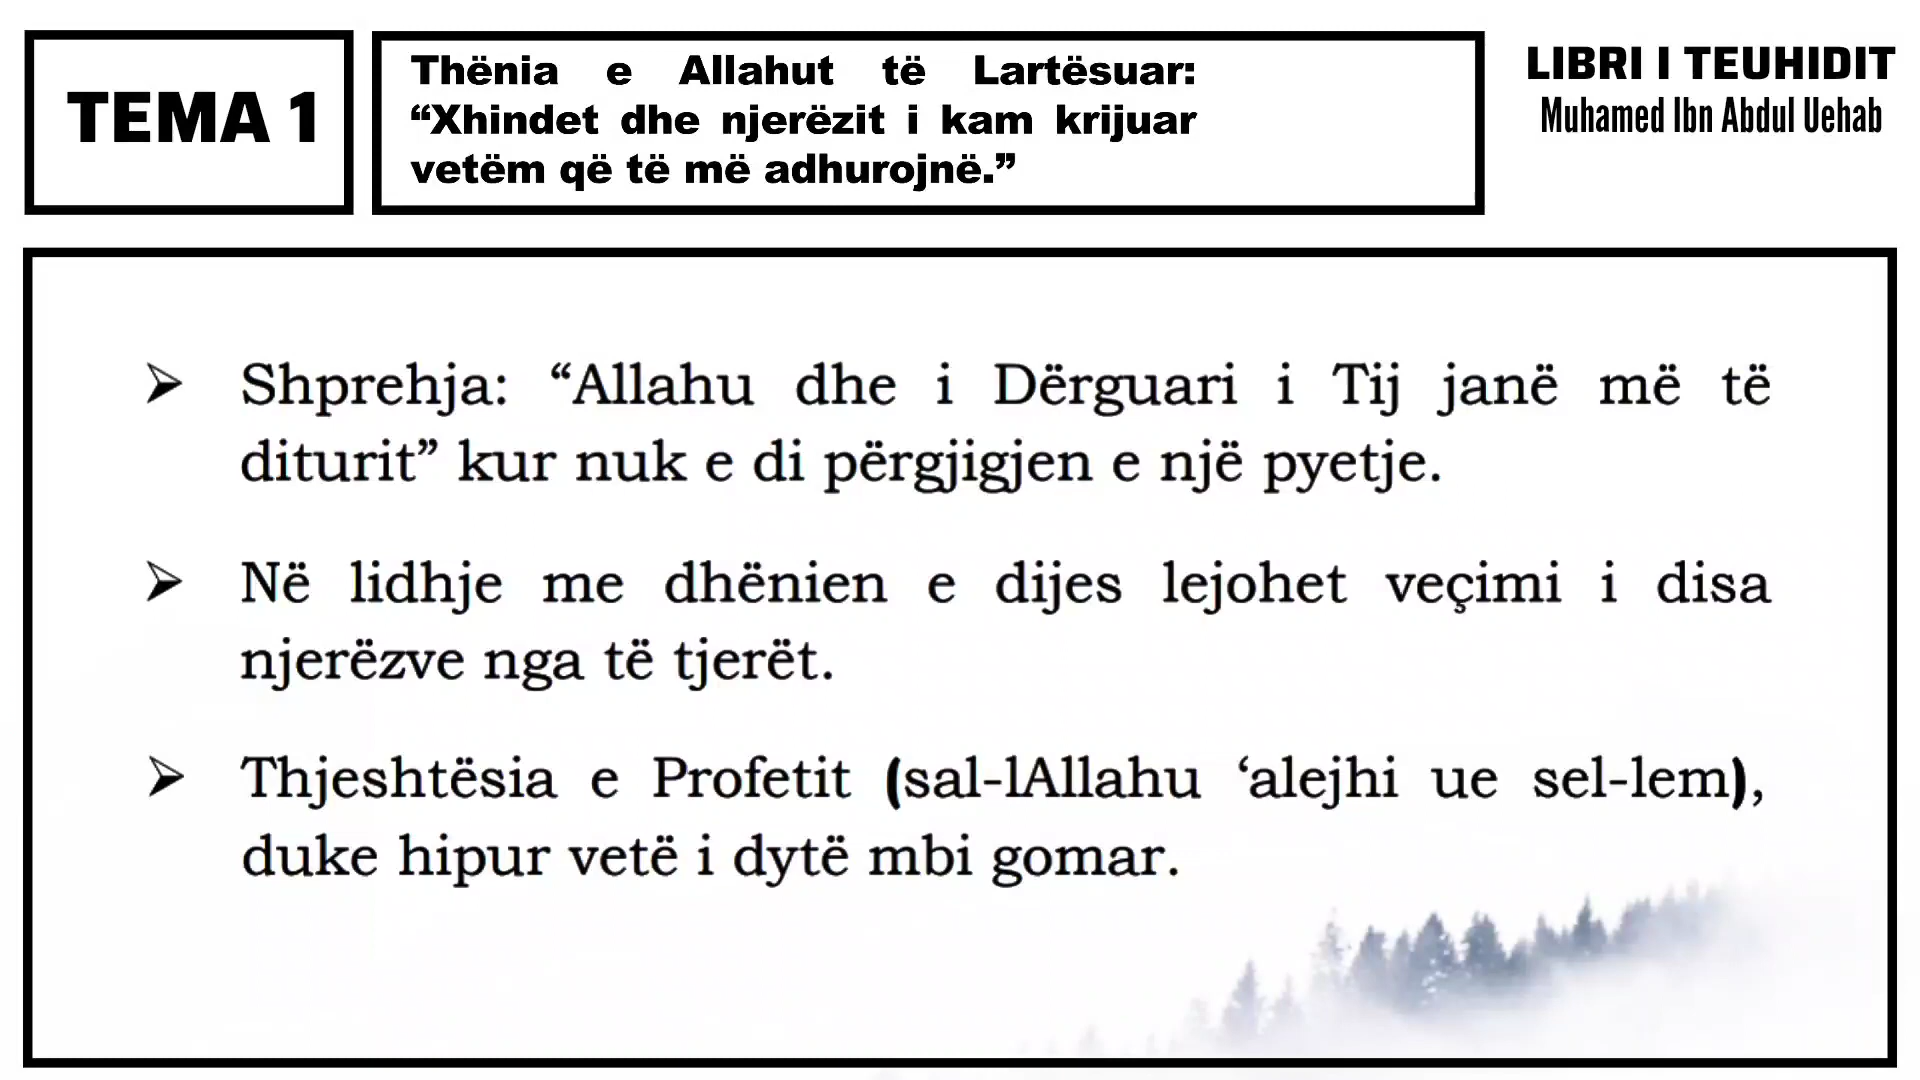 TEMA 1
Thënia e Allahut të Lartësuar:
“Xhindet dhe njerëzit i kam krijuar
vetëm që të më adhurojnë.”
LIBRI I TEUHIDIT
Muhamed Ibn Abdul Uehab
➢ Shprehja: “Allahu dhe i Dërguari i Tij janë më të
diturit” kur nuk e di përgjigjen e një pyetje.
➢ Në lidhje me dhënien e dijes lejohet veçimi i disa
njerëzve nga të tjerët.
➢ Thjeshtësia e Profetit (sal-lAllahu ‘alejhi ue sel-lem),
duke hipur vetë i dytë mbi gomar.